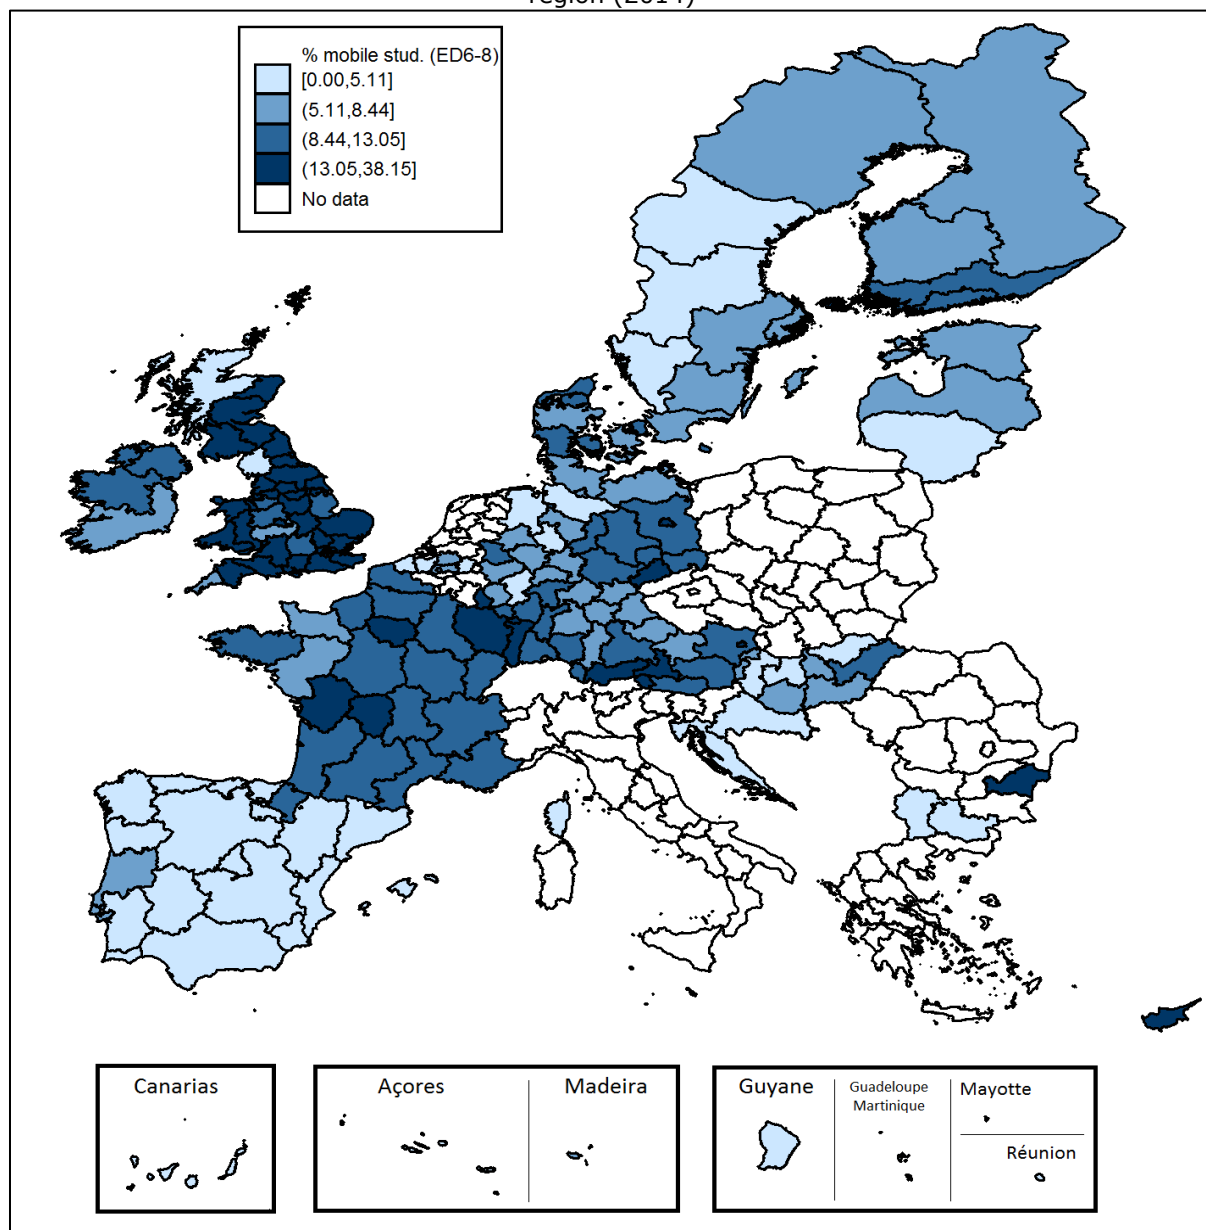 region (2014)
% mobile stud. (ED6-8)
[0.00,5.11]
(5.11,8.44]
(8.44,13.05]
(13.05,38.15]
No data
Canarias
Açores
Madeira
Guyane
Guadeloupe
Martinique
Mayotte
Réunion